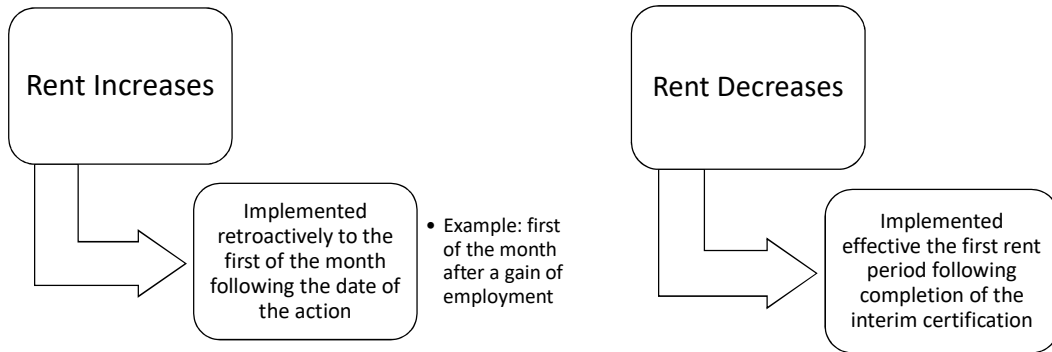 Rent Increases
Implemented
retroactively to the
first of the month
following the date of
the action
• Example: first
of the month
after a gain of
employment
Rent Decreases
Implemented
effective the first rent
period following
completion of the
interim certification